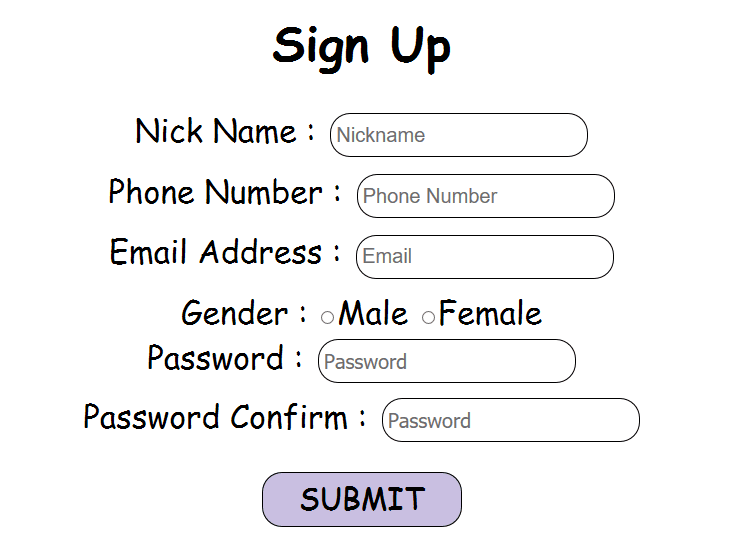 Sign Up
Nick Name : Nickname
Phone Number : Phone Number
Email Address : Email
Gender : Male Female
Password : Password
Password Confirm : Password
SUBMIT